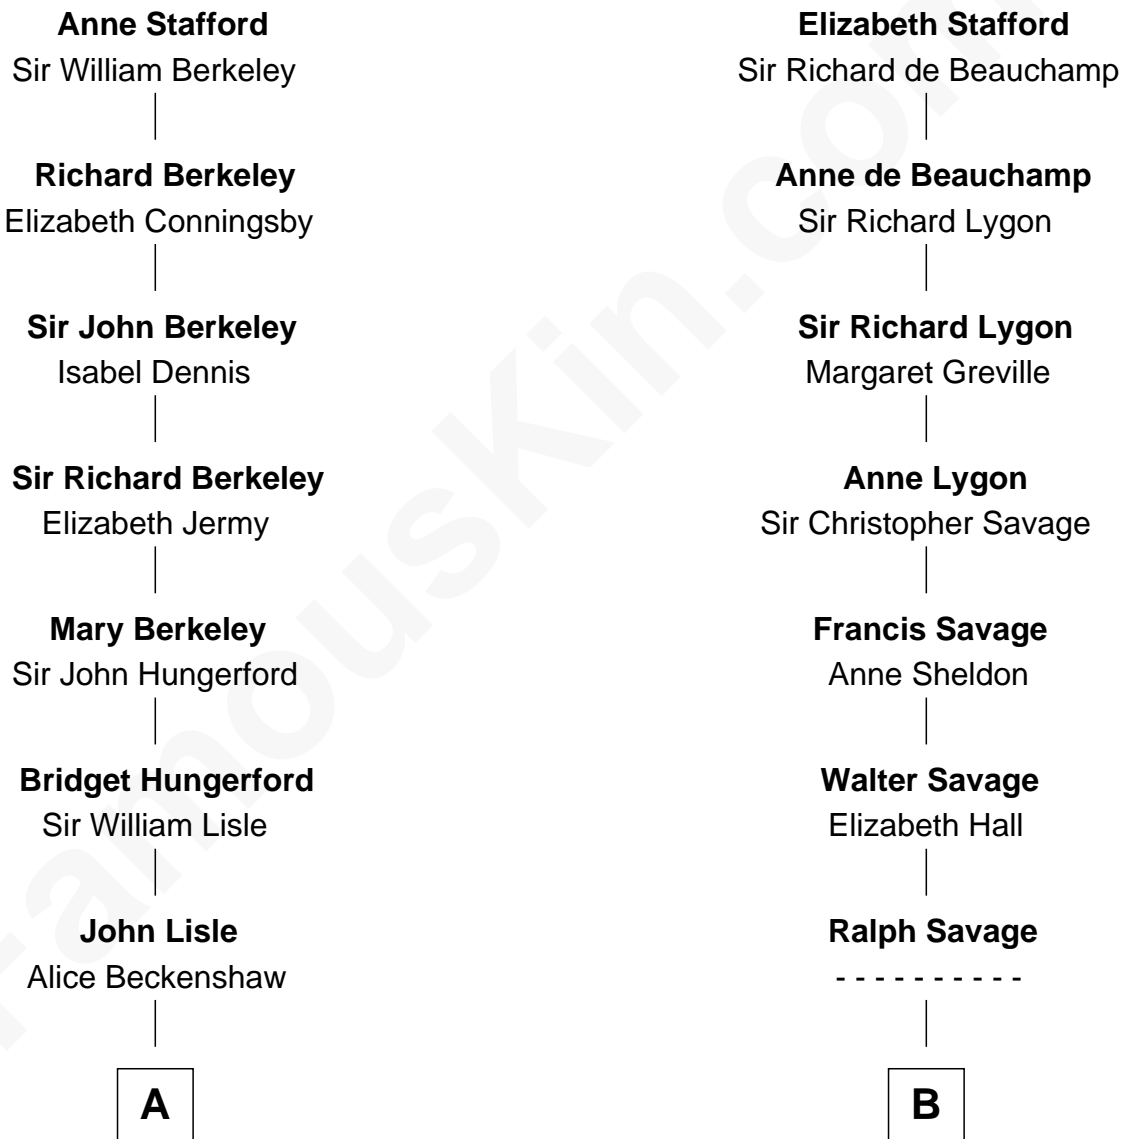 Anne Stafford
Sir William Berkeley
Richard Berkeley
Elizabeth Conningsby
Sir John Berkeley
Isabel Dennis
Sir Richard Berkeley
Elizabeth Jermy
Mary Berkeley
Sir John Hungerford
Bridget Hungerford
Sir William Lisle
John Lisle
Alice Beckenshaw
A
Elizabeth Stafford
Sir Richard de Beauchamp
Anne de Beauchamp
Sir Richard Lygon
Sir Richard Lygon
Margaret Greville
Anne Lygon
Sir Christopher Savage
Francis Savage
Anne Sheldon
Walter Savage
Elizabeth Hall
Ralph Savage
- - - - - - - - - -
B
FamousKin.com